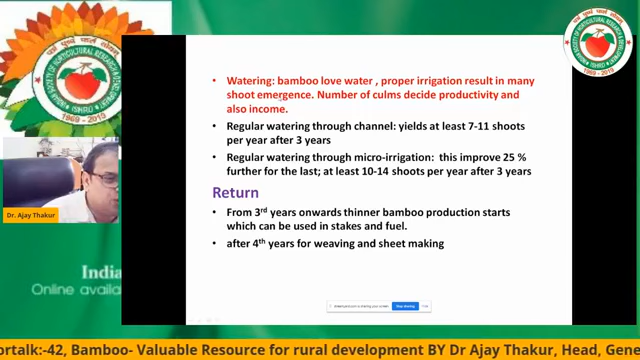 • Watering: bamboo love water , proper irrigation result in many
shoot emergence. Number of culms decide productivity and
also income.
• Regular watering through channel: yields at least 7-11 shoots
per year after 3 years
• Regular watering through micro-irrigation: this improve 25 %
further for the last; at least 10-14 shoots per year after 3 years
Return
• From 3rd years onwards thinner bamboo production starts
which can be used in stakes and fuel.
• after 4th years for weaving and sheet making
1969 - 2019
Dr. Ajay Thakur
India
Online availa
Stop sharing
Hide
ortalk:-42, Bamboo- Valuable Resource for rural development BY Dr Ajay Thakur, Head, Gene